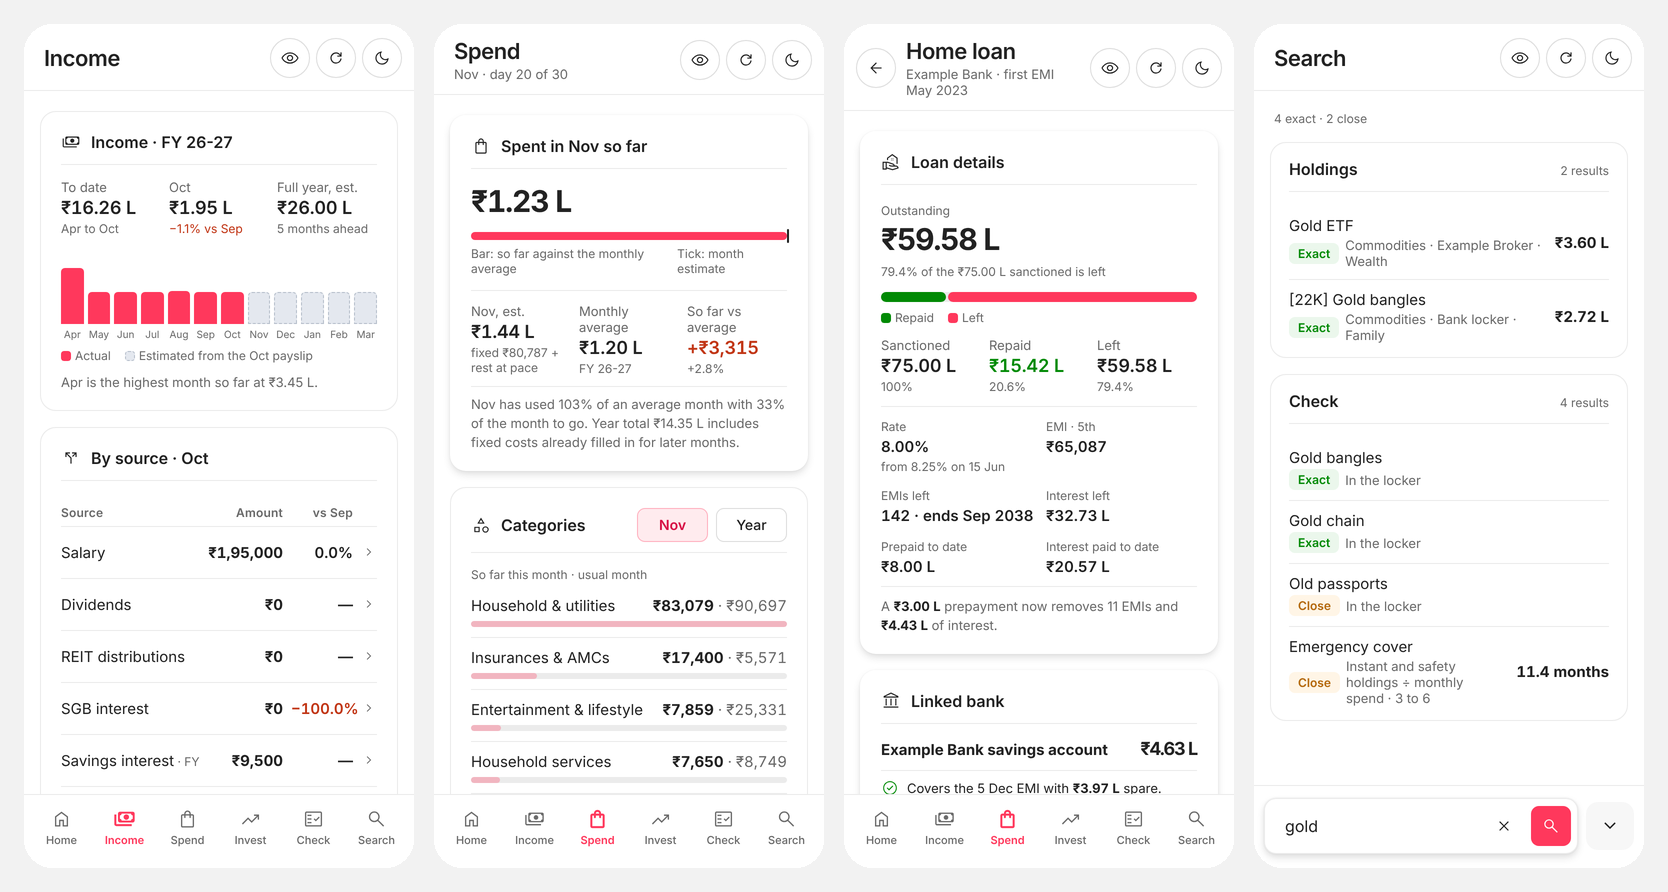 Income
Income · FY 26-27
To date
Oct
Full year, est.
₹16.26 L
₹1.95 L
₹26.00 L
Apr to Oct
−1.1% vs Sep
5 months ahead
Apr May Jun Jul Aug Sep Oct Nov Dec Jan Feb Mar
Actual
Estimated from the Oct payslip
Apr is the highest month so far at ₹3.45 L.
By source · Oct
Source Amount vs Sep
Salary ₹1,95,000 0.0%
Dividends ₹0 —
REIT distributions ₹0 —
SGB interest ₹0 −100.0%
Savings interest · FY ₹9,500 —
Home Income Spend Invest Check Search
Spend
Nov · day 20 of 30
Spent in Nov so far
₹1.23 L
Bar: so far against the monthly
average
Tick: month
estimate
Nov, est.
₹1.44 L
fixed ₹80,787 +
rest at pace
Monthly
average
₹1.20 L
FY 26-27
So far vs
average
+₹3,315
+2.8%
Nov has used 103% of an average month with 33%
of the month to go. Year total ₹14.35 L includes
fixed costs already filled in for later months.
Categories
Nov
Year
So far this month · usual month
Household & utilities ₹83,079 · ₹90,697
Insurances & AMCs ₹17,400 · ₹5,571
Entertainment & lifestyle ₹7,859 · ₹25,331
Household services ₹7,650 · ₹8,749
Home Income Spend Invest Check Search
Home loan
Example Bank · first EMI
May 2023
Loan details
Outstanding
₹59.58 L
79.4% of the ₹75.00 L sanctioned is left
Repaid
Left
Sanctioned
Repaid
Left
₹75.00 L
₹15.42 L
₹59.58 L
100%
20.6%
79.4%
Rate
8.00%
from 8.25% on 15 Jun
EMI · 5th
₹65,087
EMIs left
142 · ends Sep 2038
Interest left
₹32.73 L
Prepaid to date
₹8.00 L
Interest paid to date
₹20.57 L
A ₹3.00 L prepayment now removes 11 EMIs and
₹4.43 L of interest.
Linked bank
Example Bank savings account ₹4.63 L
Covers the 5 Dec EMI with ₹3.97 L spare.
Home Income Spend Invest Check Search
Search
4 exact · 2 close
Holdings
2 results
Gold ETF
Exact
Commodities · Example Broker ·
Wealth
₹3.60 L
[22K] Gold bangles
Exact
Commodities · Bank locker ·
Family
₹2.72 L
Check
4 results
Gold bangles
Exact In the locker
Gold chain
Exact In the locker
Old passports
Close In the locker
Emergency cover
Close
Instant and safety
holdings ÷ monthly
spend · 3 to 6
11.4 months
gold